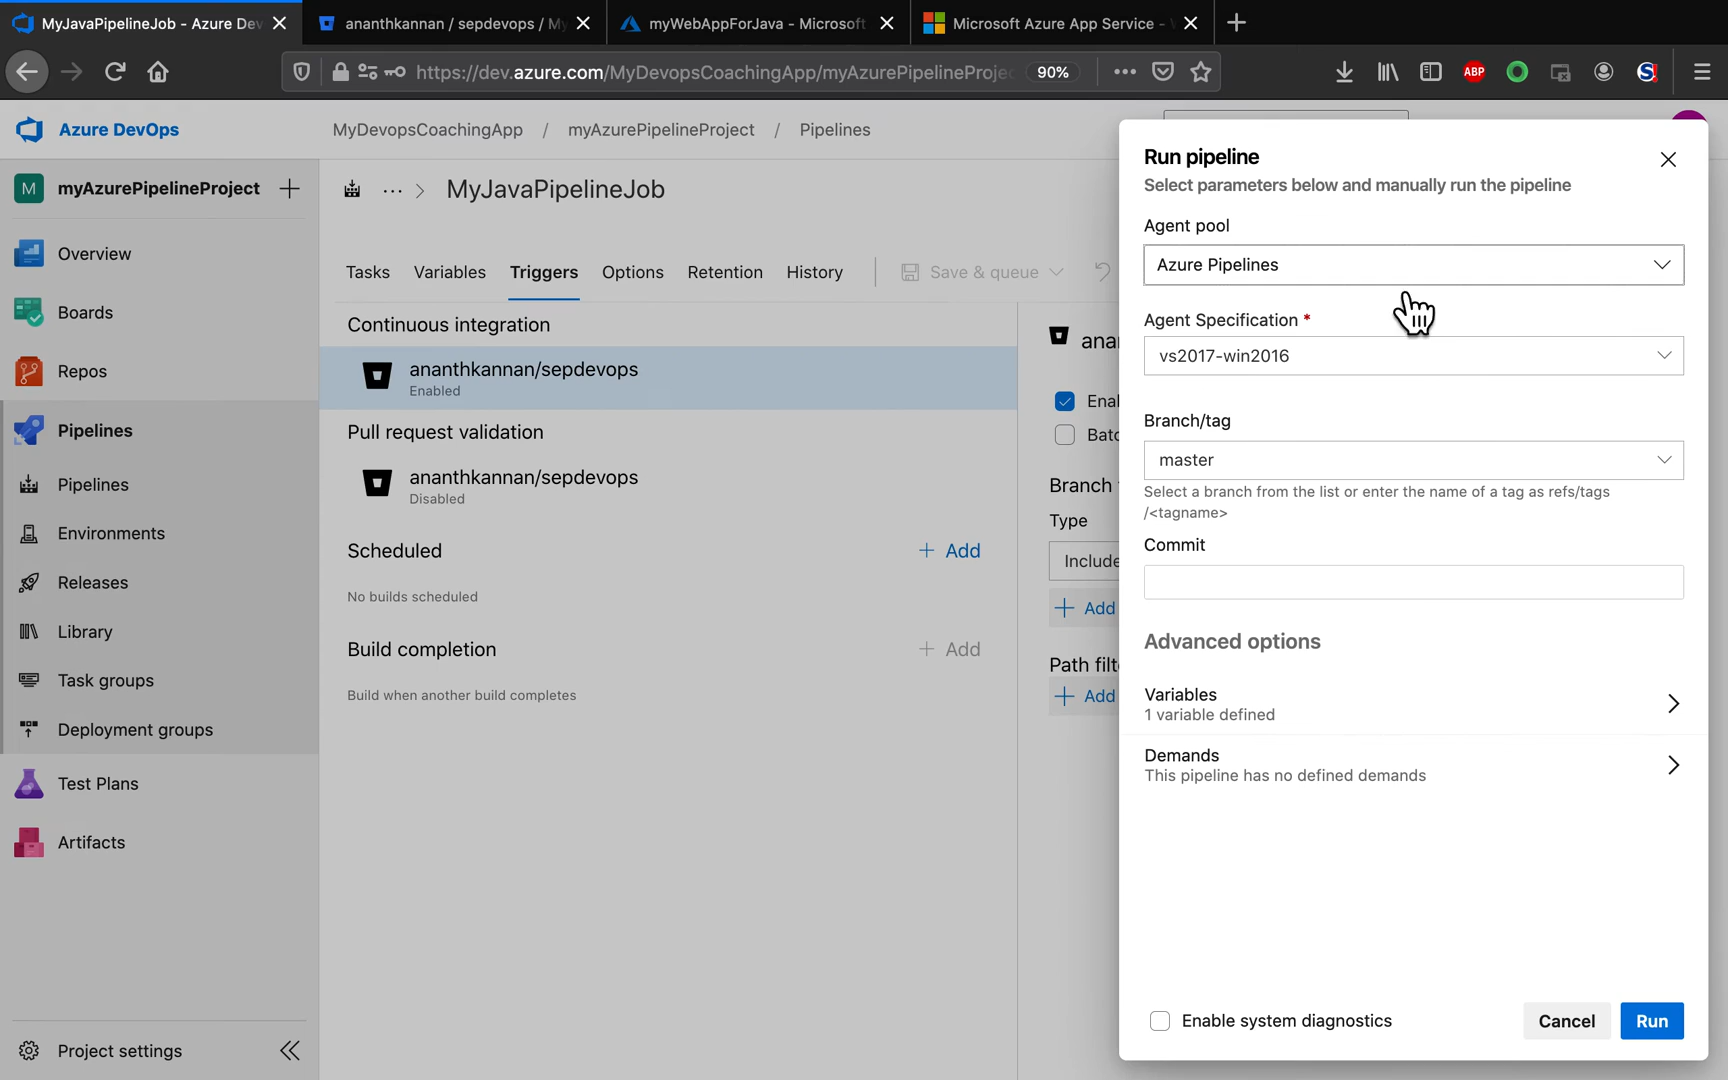 MyJavaPipelineJob - Azure Dev
ananthkannan / sepdevops / My
myWebAppForJava - Microsoft
Microsoft Azure App Service -
https://dev.azure.com/MyDevopsCoachingApp/myAzurePipelineProjec
90%
ABP
Azure DevOps
MyDevopsCoachingApp / myAzurePipelineProject / Pipelines
M myAzurePipelineProject
Overview
Boards
Repos
Pipelines
Pipelines
Environments
Releases
Library
Task groups
Deployment groups
Test Plans
Artifacts
Project settings
... > MyJavaPipelineJob
Tasks Variables Triggers Options Retention History Save & queue
Continuous integration
ananthkannan/sepdevops
Enabled
Pull request validation
ananthkannan/sepdevops
Disabled
Scheduled + Add
No builds scheduled
Build completion + Add
Build when another build completes
anan
Enal
Batc
Branch
Type
Include
+ Add
Path filt
+ Add
Run pipeline
Select parameters below and manually run the pipeline
Agent pool
Azure Pipelines
Agent Specification *
vs2017-win2016
Branch/tag
master
Select a branch from the list or enter the name of a tag as refs/tags
/<tagname>
Commit
Advanced options
Variables
1 variable defined
Demands
This pipeline has no defined demands
Enable system diagnostics
Cancel
Run